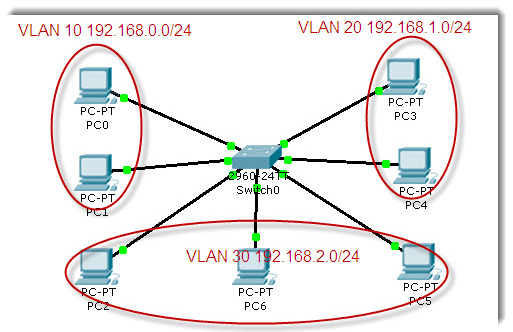 VLAN 10 192.168.0.0/24
VLAN 20 192.168.1.0/24
PC-PT
PC0
PC-PT
PC3
PC-PT
PC1
2960-24TT
Switch0
PC-PT
PC4
VLAN 30 192.168.2.0/24
PC-PT
PC2
PC-PT
PC6
PC-PT
PC5